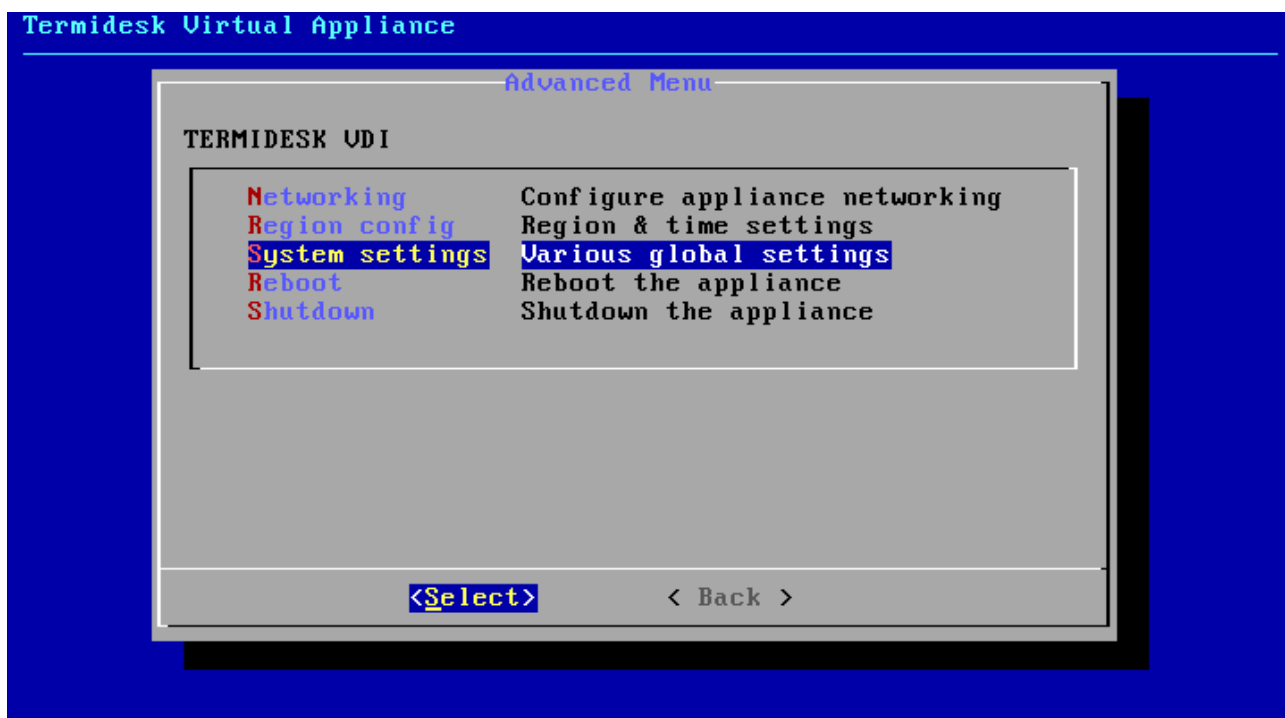 Termidesk Virtual Appliance
Advanced Menu
TERMIDESK VDI
Networking Configure appliance networking
Region config Region & time settings
System settings Various global settings
Reboot Reboot the appliance
Shutdown Shutdown the appliance
<Select> < Back >